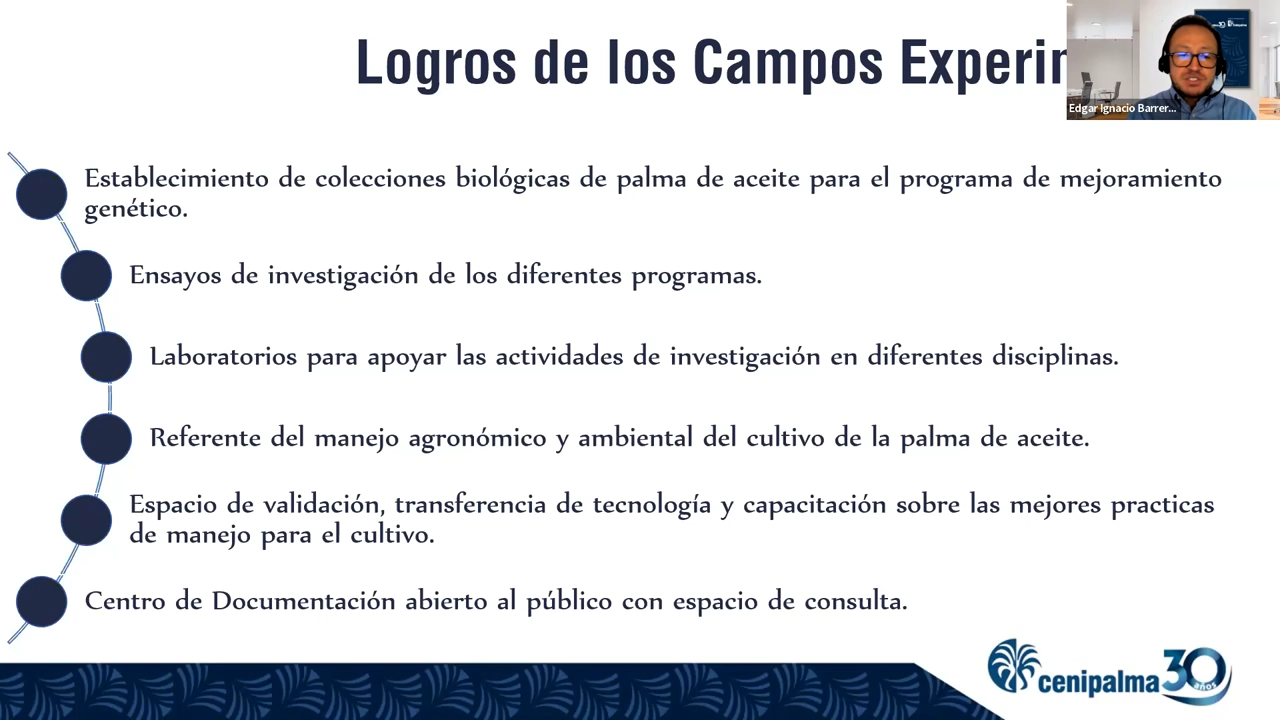 Logros de los Campos
Edgar Ignacio Barrer...
Establecimiento de colecciones biológicas de palma de aceite para el programa de mejoramiento
genético.
Ensayos de investigación de los diferentes programas.
Laboratorios para apoyar las actividades de investigación en diferentes disciplinas.
Referente del manejo agronómico y ambiental del cultivo de la palma de aceite.
Espacio de validación, transferencia de tecnología y capacitación sobre las mejores practicas
de manejo para el cultivo.
Centro de Documentación abierto al público con espacio de consulta.
cenipalma 30
años